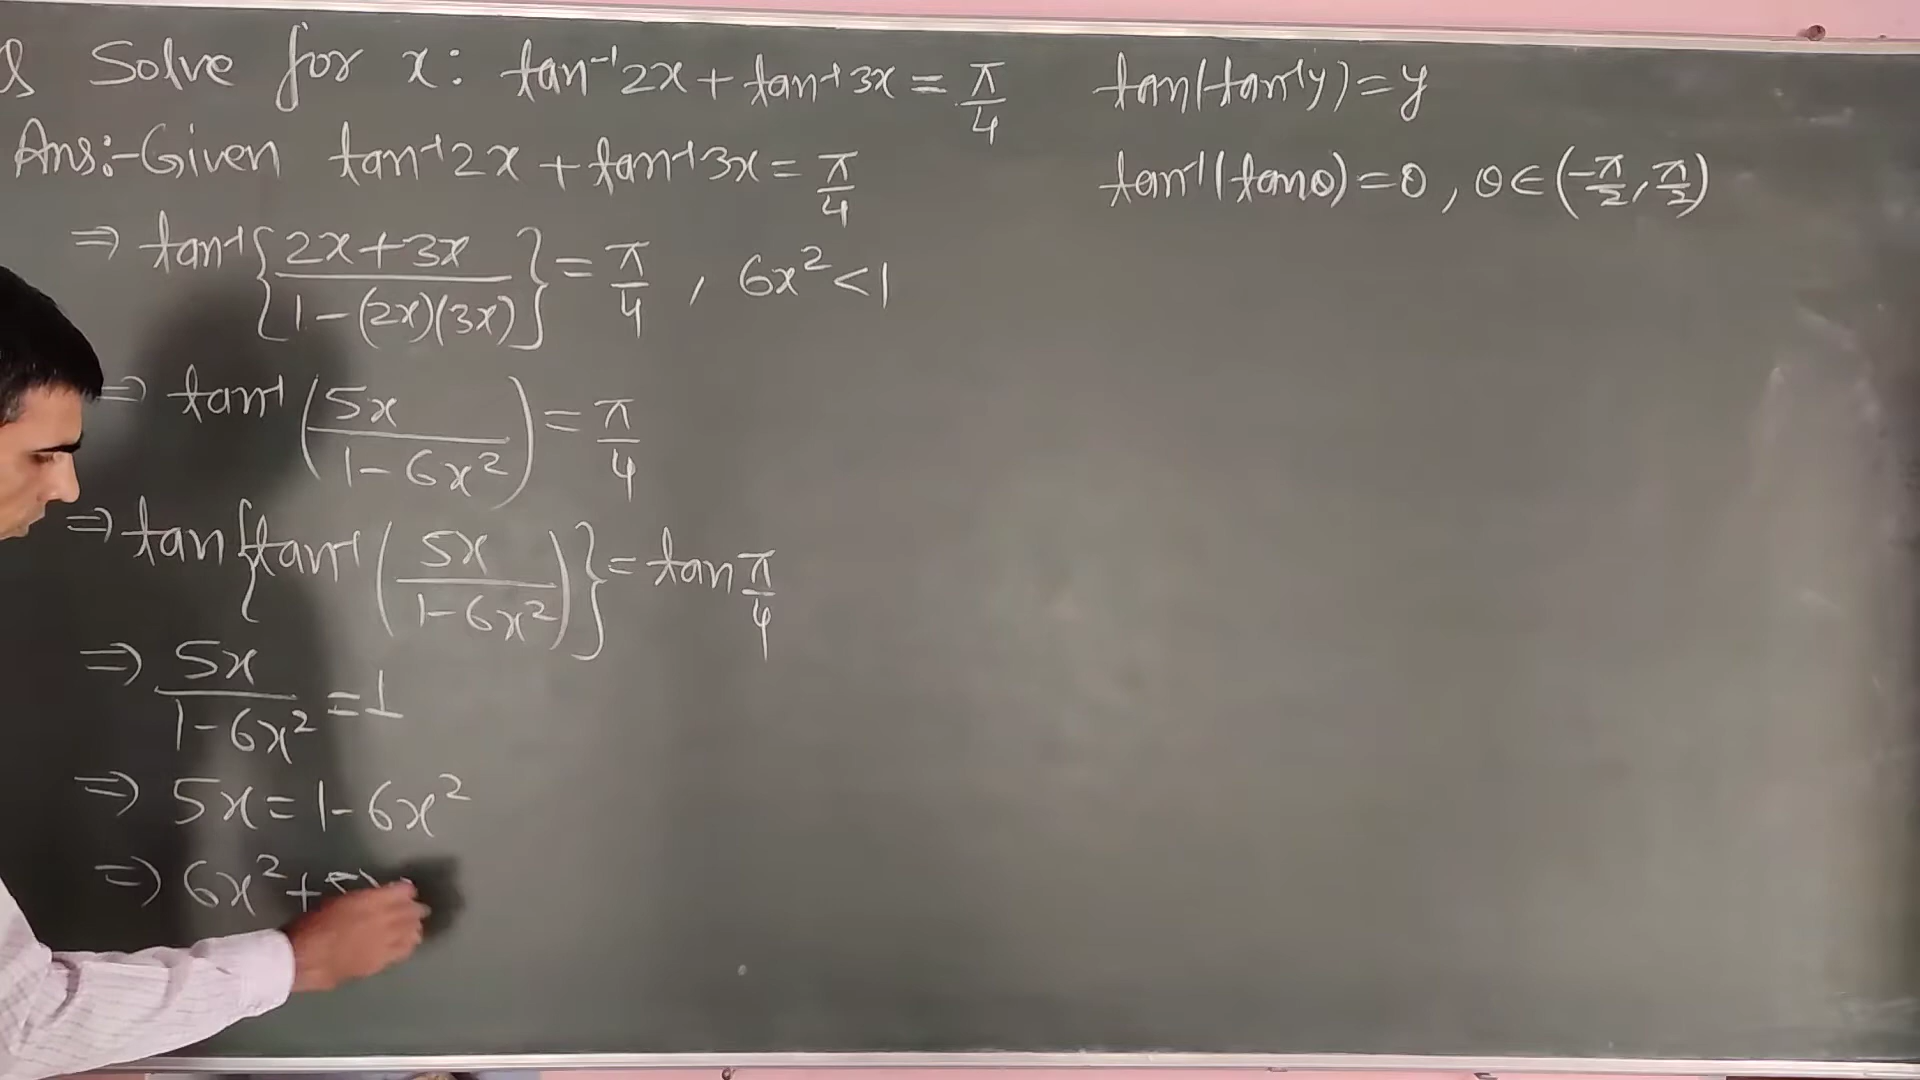 Q Solve for x: tan⁻¹2x + tan⁻¹3x = π/4
Ans:- Given tan⁻¹2x + tan⁻¹3x = π/4
⇒ tan⁻¹{(2x+3x)/(1-(2x)(3x))} = π/4 , 6x² < 1
⇒ tan⁻¹(5x/(1-6x²)) = π/4
⇒ tan{tan⁻¹(5x/(1-6x²))} = tan π/4
⇒ 5x/(1-6x²) = 1
⇒ 5x = 1-6x²
⇒ 6x² +
tan(tan⁻¹y) = y
tan⁻¹(tanθ) = θ , θ ∈ (-π/2, π/2)